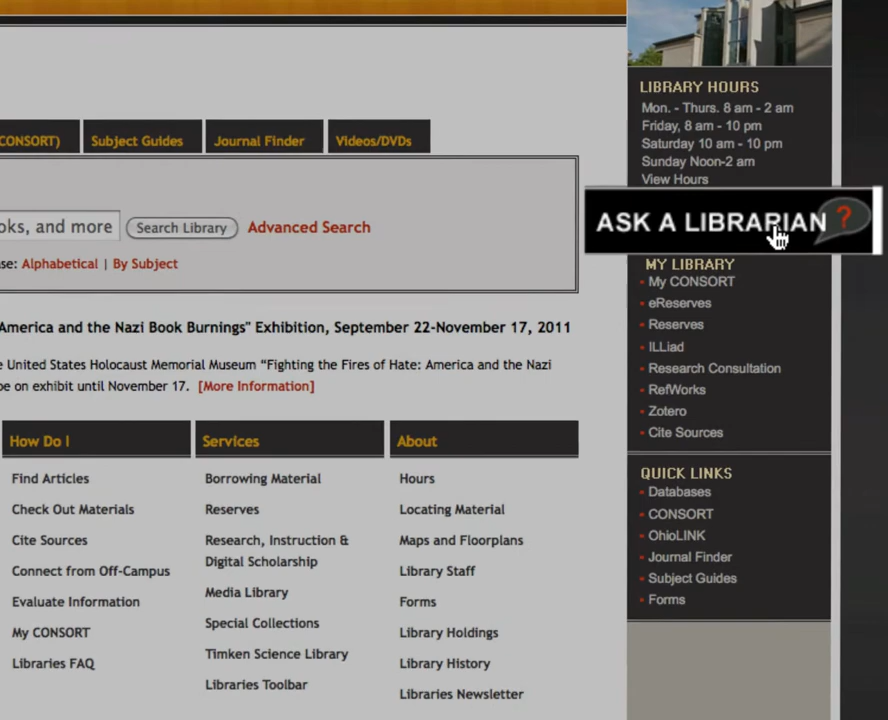 LIBRARY HOURS
Mon. - Thurs. 8 am - 2 am
Friday, 8 am - 10 pm
Saturday 10 am - 10 pm
Sunday Noon-2 am
View Hours
CONSORT)
Subject Guides
Journal Finder
Videos/DVDs
oks, and more
Search Library
Advanced Search
se: Alphabetical | By Subject
ASK A LIBRARIAN ?
America and the Nazi Book Burnings" Exhibition, September 22-November 17, 2011
e United States Holocaust Memorial Museum “Fighting the Fires of Hate: America and the Nazi
be on exhibit until November 17. [More Information]
How Do I
Find Articles
Check Out Materials
Cite Sources
Connect from Off-Campus
Evaluate Information
My CONSORT
Libraries FAQ
Services
Borrowing Material
Reserves
Research, Instruction &
Digital Scholarship
Media Library
Special Collections
Timken Science Library
Libraries Toolbar
About
Hours
Locating Material
Maps and Floorplans
Library Staff
Forms
Library Holdings
Library History
Libraries Newsletter
MY LIBRARY
My CONSORT
eReserves
Reserves
ILLiad
Research Consultation
RefWorks
Zotero
Cite Sources
QUICK LINKS
Databases
CONSORT
OhioLINK
Journal Finder
Subject Guides
Forms